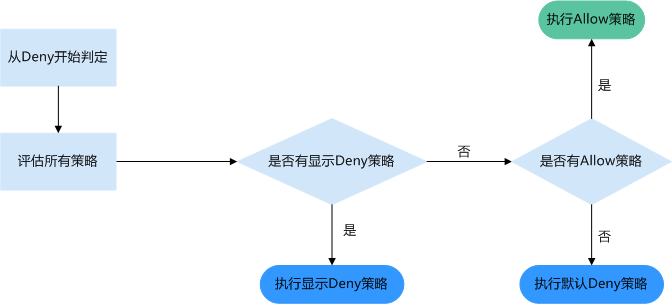 执行Allow策略
从Deny开始判定
是
评估所有策略
是否有显示Deny策略
否
是否有Allow策略
是
否
执行显示Deny策略
执行默认Deny策略